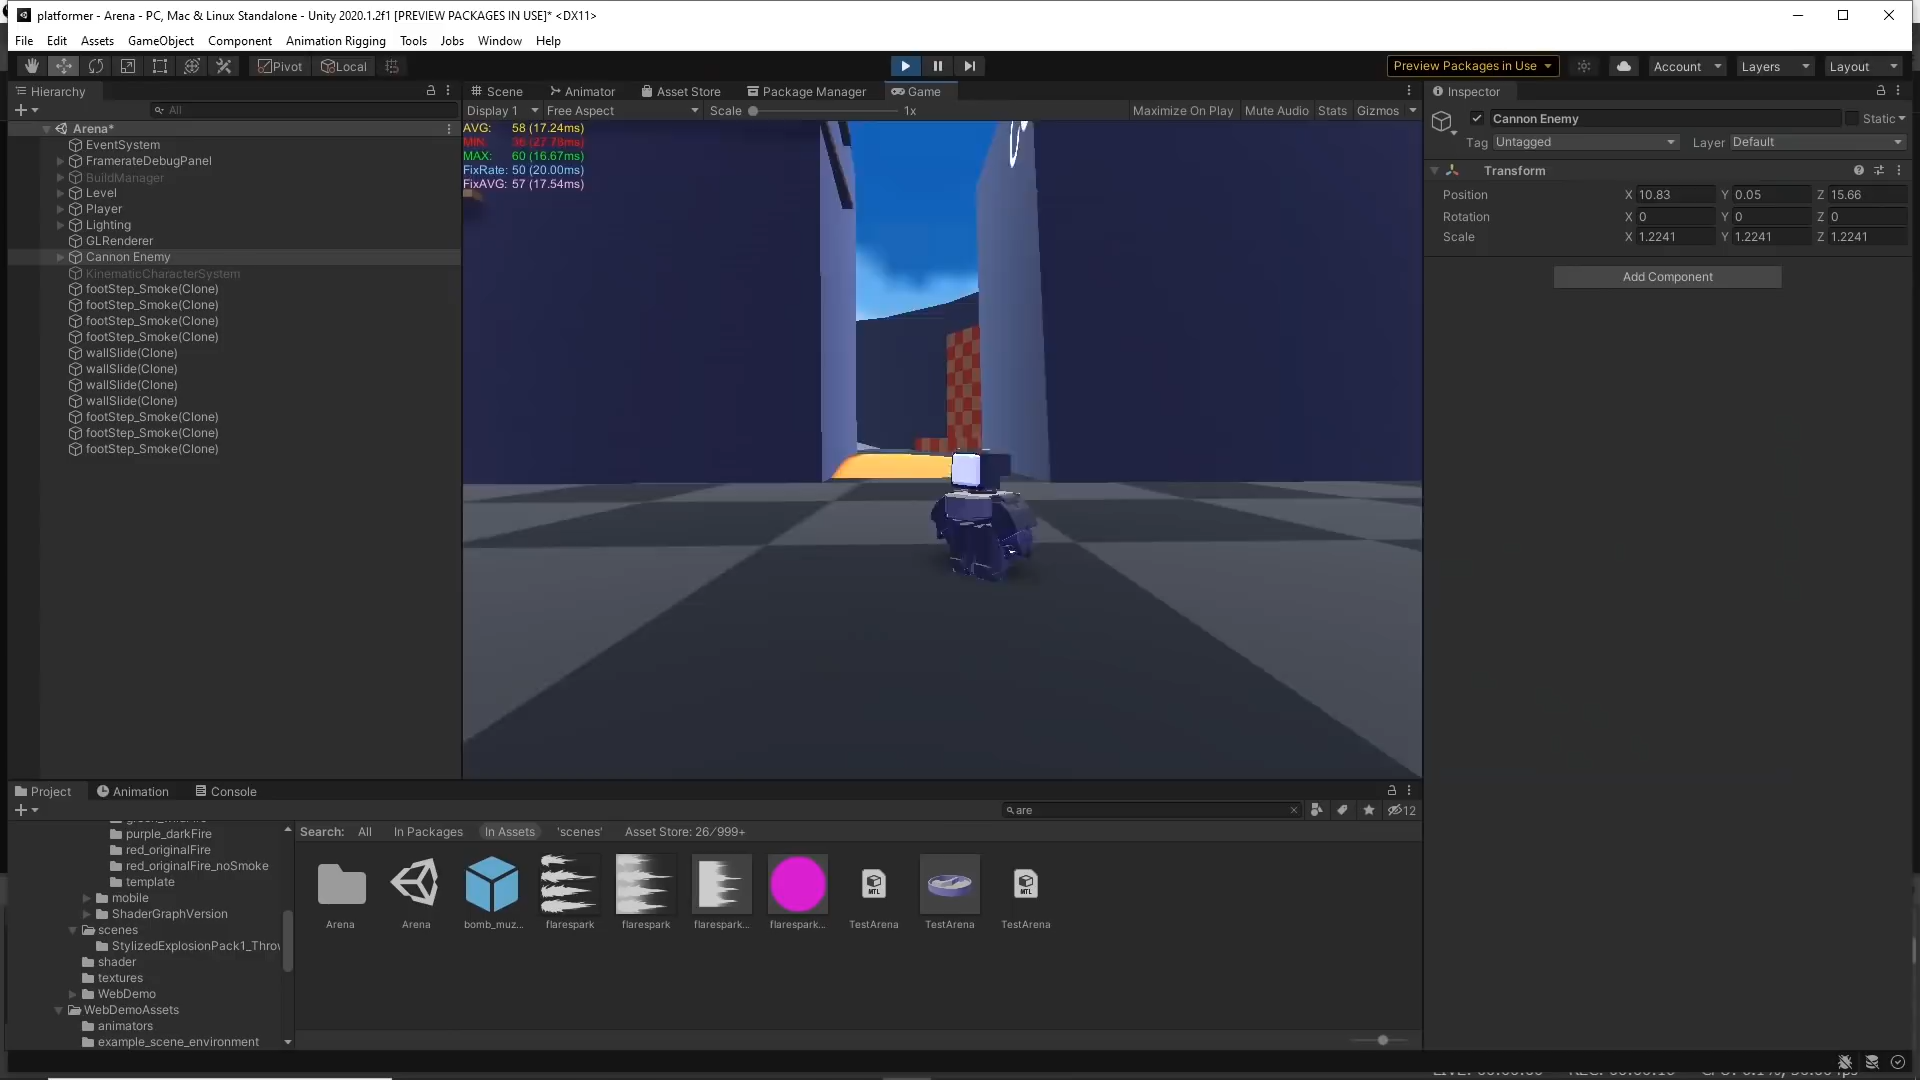 platformer - Arena - PC, Mac & Linux Standalone - Unity 2020.1.2f1 [PREVIEW PACKAGES IN USE]* <DX11>
File Edit Assets GameObject Component Animation Rigging Tools Jobs Window Help
Pivot Local Preview Packages in Use Account Layers Layout
Hierarchy Scene Animator Asset Store Package Manager Game Inspector
All Display 1 Free Aspect Scale 1x Maximize On Play Mute Audio Stats Gizmos
Cannon Enemy Static
Tag Untagged Layer Default
Transform
Position X 10.83 Y 0.05 Z 15.66
Rotation X 0 Y 0 Z 0
Scale X 1.2241 Y 1.2241 Z 1.2241
Add Component
AVG: 58 (17.24ms)
MIN: 36 (27.78ms)
MAX: 60 (16.67ms)
FixRate: 50 (20.00ms)
FixAVG: 57 (17.54ms)
Arena*
EventSystem
FramerateDebugPanel
BuildManager
Level
Player
Lighting
GLRenderer
Cannon Enemy
KinematicCharacterSystem
footStep_Smoke(Clone)
footStep_Smoke(Clone)
footStep_Smoke(Clone)
footStep_Smoke(Clone)
wallSlide(Clone)
wallSlide(Clone)
wallSlide(Clone)
wallSlide(Clone)
footStep_Smoke(Clone)
footStep_Smoke(Clone)
footStep_Smoke(Clone)
Project Animation Console
are 12
Search: All In Packages In Assets 'scenes' Asset Store: 26/999+
purple_darkFire
red_originalFire
red_originalFire_noSmoke
template
mobile
ShaderGraphVersion
scenes
StylizedExplosionPack1_Throw
shader
textures
WebDemo
WebDemoAssets
animators
example_scene_environment
MTL MTL
Arena Arena bomb_muz... flarespark flarespark flarespark... flarespark... TestArena TestArena TestArena